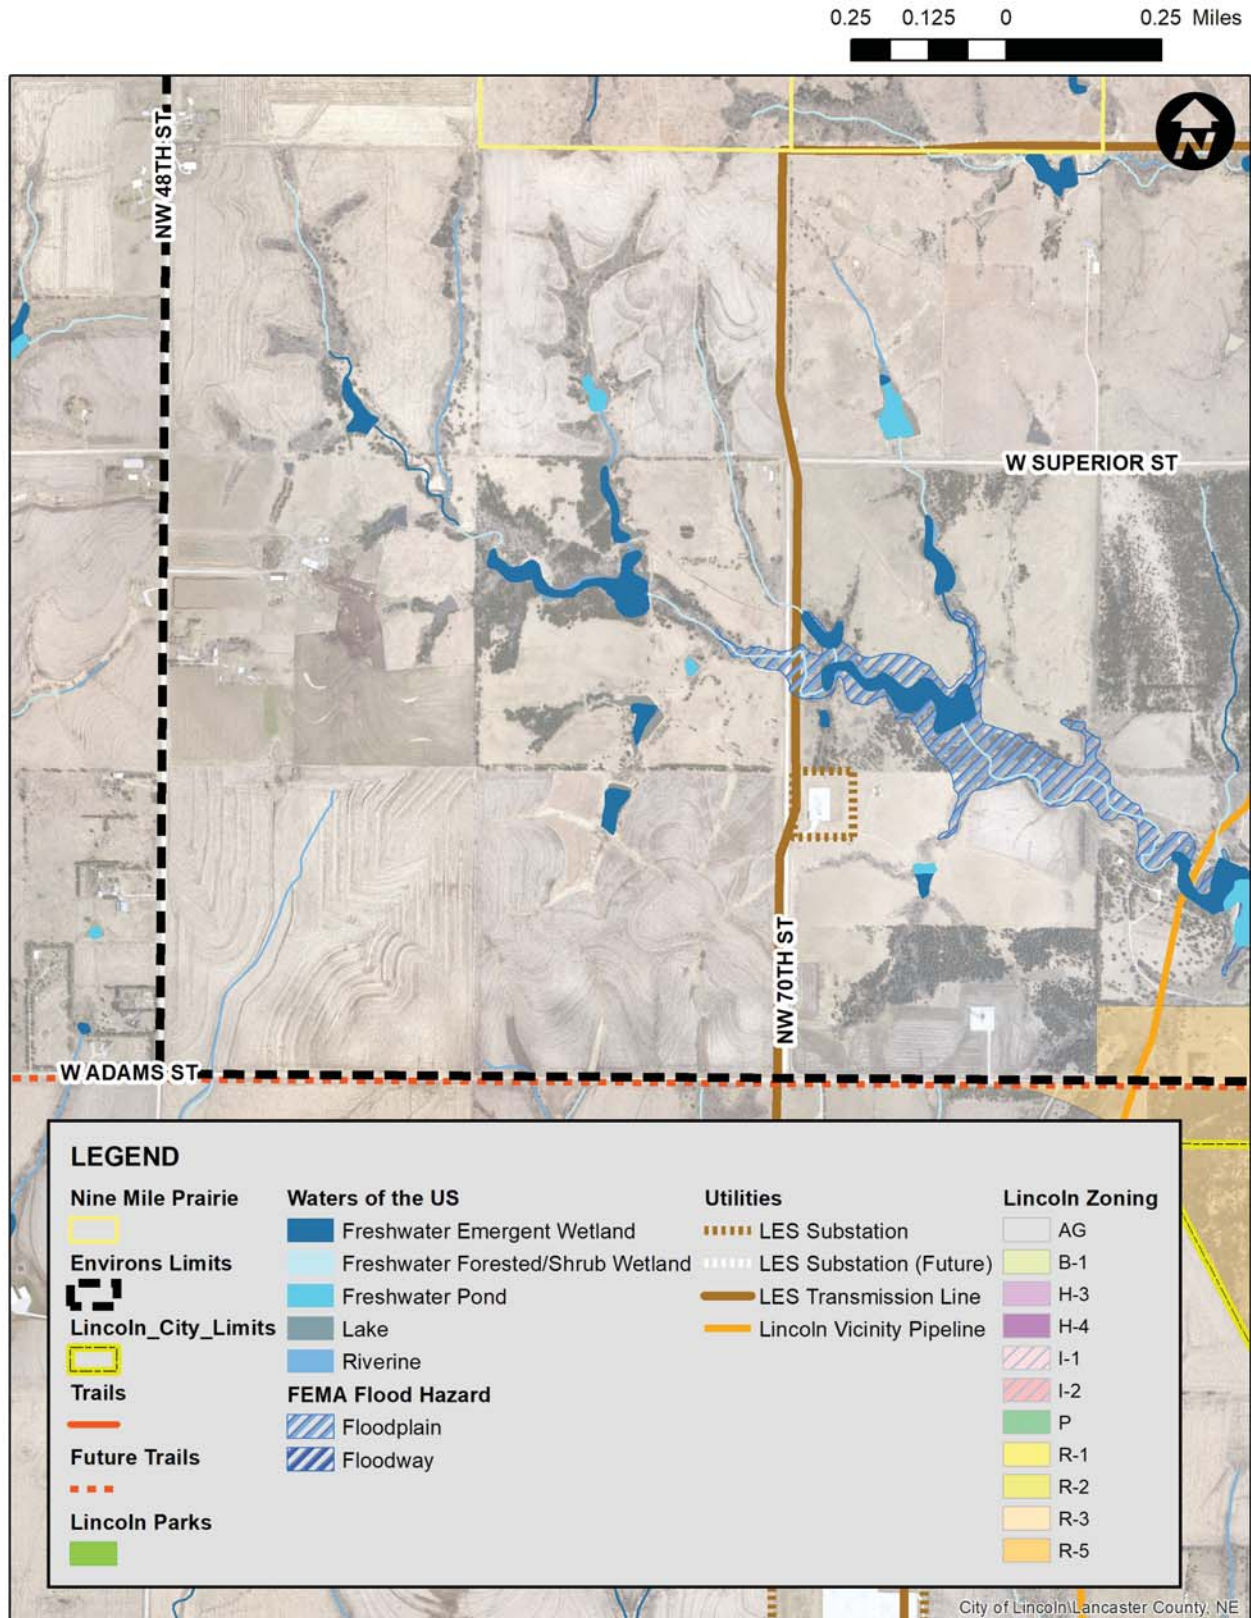 0.25 0.125 0 0.25 Miles
N
NW 48TH ST
W SUPERIOR ST
NW 70TH ST
W ADAMS ST
LEGEND
Nine Mile Prairie
Environs Limits
Lincoln_City_Limits
Trails
Future Trails
Lincoln Parks
Waters of the US
Freshwater Emergent Wetland
Freshwater Forested/Shrub Wetland
Freshwater Pond
Lake
Riverine
FEMA Flood Hazard
Floodplain
Floodway
Utilities
LES Substation
LES Substation (Future)
LES Transmission Line
Lincoln Vicinity Pipeline
Lincoln Zoning
AG
B-1
H-3
H-4
I-1
I-2
P
R-1
R-2
R-3
R-5
City of Lincoln\Lancaster County, NE